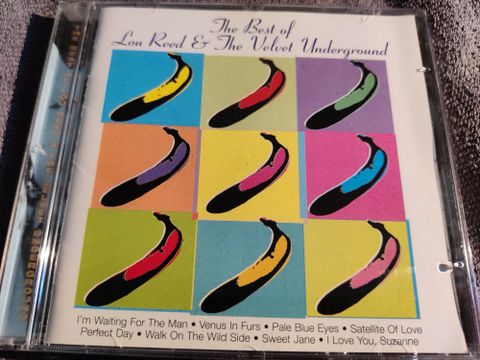 The Best of
Lou Reed & The Velvet Underground
I'm Waiting For The Man • Venus In Furs • Pale Blue Eyes • Satellite Of Love
Perfect Day • Walk On The Wild Side • Sweet Jane • I Love You, Suzanne